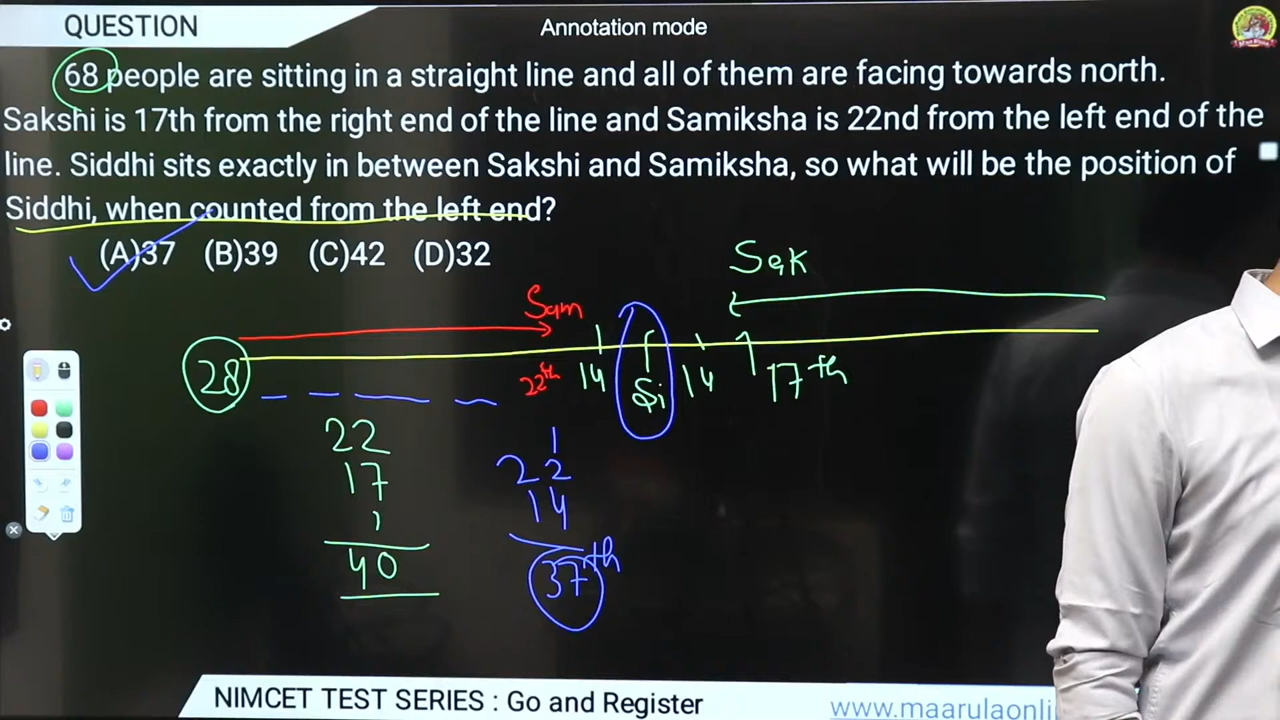 QUESTION
Annotation mode
68 people are sitting in a straight line and all of them are facing towards north.
Sakshi is 17th from the right end of the line and Samiksha is 22nd from the left end of the
line. Siddhi sits exactly in between Sakshi and Samiksha, so what will be the position of
Siddhi, when counted from the left end?
(A)37 (B)39 (C)42 (D)32
Sak
Sam
28
22th 14 Si 14 17th
22
17
1
40
1
22
14
37th
NIMCET TEST SERIES : Go and Register
www.maarulaonli